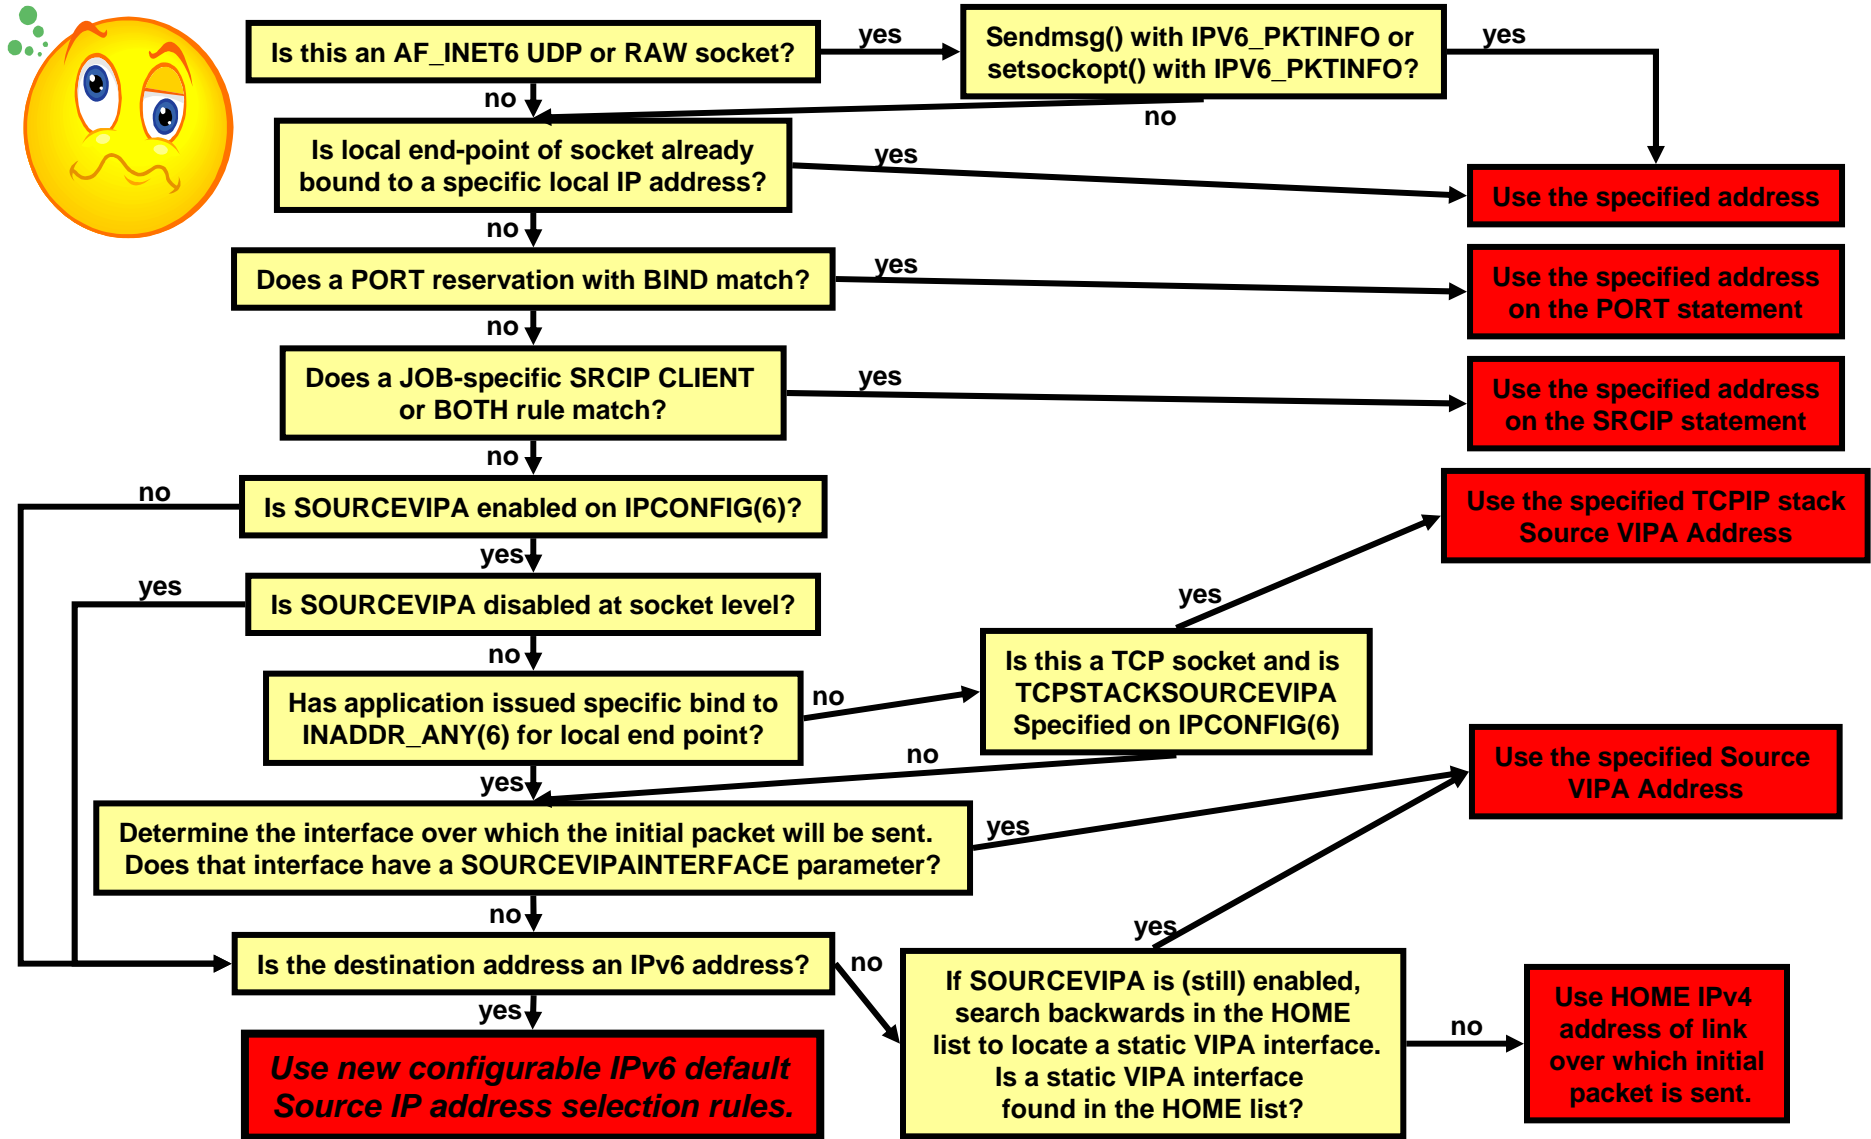 Is this an AF_INET6 UDP or RAW socket?
yes
Sendmsg() with IPV6_PKTINFO or
setsockopt() with IPV6_PKTINFO?
yes
no
no
Is local end-point of socket already
bound to a specific local IP address?
yes
Use the specified address
no
Does a PORT reservation with BIND match?
yes
Use the specified address
on the PORT statement
no
Does a JOB-specific SRCIP CLIENT
or BOTH rule match?
yes
Use the specified address
on the SRCIP statement
no
no
Is SOURCEVIPA enabled on IPCONFIG(6)?
Use the specified TCPIP stack
Source VIPA Address
yes
yes
Is SOURCEVIPA disabled at socket level?
yes
no
Has application issued specific bind to
INADDR_ANY(6) for local end point?
no
Is this a TCP socket and is
TCPSTACKSOURCEVIPA
Specified on IPCONFIG(6)
no
yes
Use the specified Source
VIPA Address
Determine the interface over which the initial packet will be sent.
Does that interface have a SOURCEVIPAINTERFACE parameter?
yes
no
yes
Is the destination address an IPv6 address?
no
If SOURCEVIPA is (still) enabled,
search backwards in the HOME
list to locate a static VIPA interface.
Is a static VIPA interface
found in the HOME list?
no
Use HOME IPv4
address of link
over which initial
packet is sent.
yes
Use new configurable IPv6 default
Source IP address selection rules.